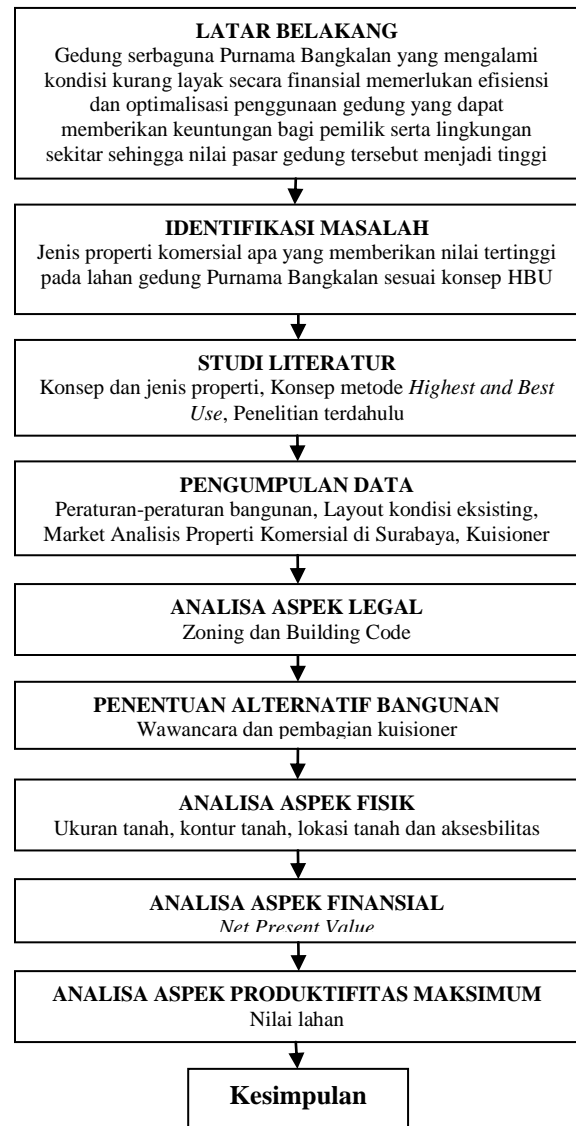 LATAR BELAKANG
Gedung serbaguna Purnama Bangkalan yang mengalami
kondisi kurang layak secara finansial memerlukan efisiensi
dan optimalisasi penggunaan gedung yang dapat
memberikan keuntungan bagi pemilik serta lingkungan
sekitar sehingga nilai pasar gedung tersebut menjadi tinggi
IDENTIFIKASI MASALAH
Jenis properti komersial apa yang memberikan nilai tertinggi
pada lahan gedung Purnama Bangkalan sesuai konsep HBU
STUDI LITERATUR
Konsep dan jenis properti, Konsep metode Highest and Best
Use, Penelitian terdahulu
PENGUMPULAN DATA
Peraturan-peraturan bangunan, Layout kondisi eksisting,
Market Analisis Properti Komersial di Surabaya, Kuisioner
ANALISA ASPEK LEGAL
Zoning dan Building Code
PENENTUAN ALTERNATIF BANGUNAN
Wawancara dan pembagian kuisioner
ANALISA ASPEK FISIK
Ukuran tanah, kontur tanah, lokasi tanah dan aksesbilitas
ANALISA ASPEK FINANSIAL
Net Present Value
ANALISA ASPEK PRODUKTIFITAS MAKSIMUM
Nilai lahan
Kesimpulan